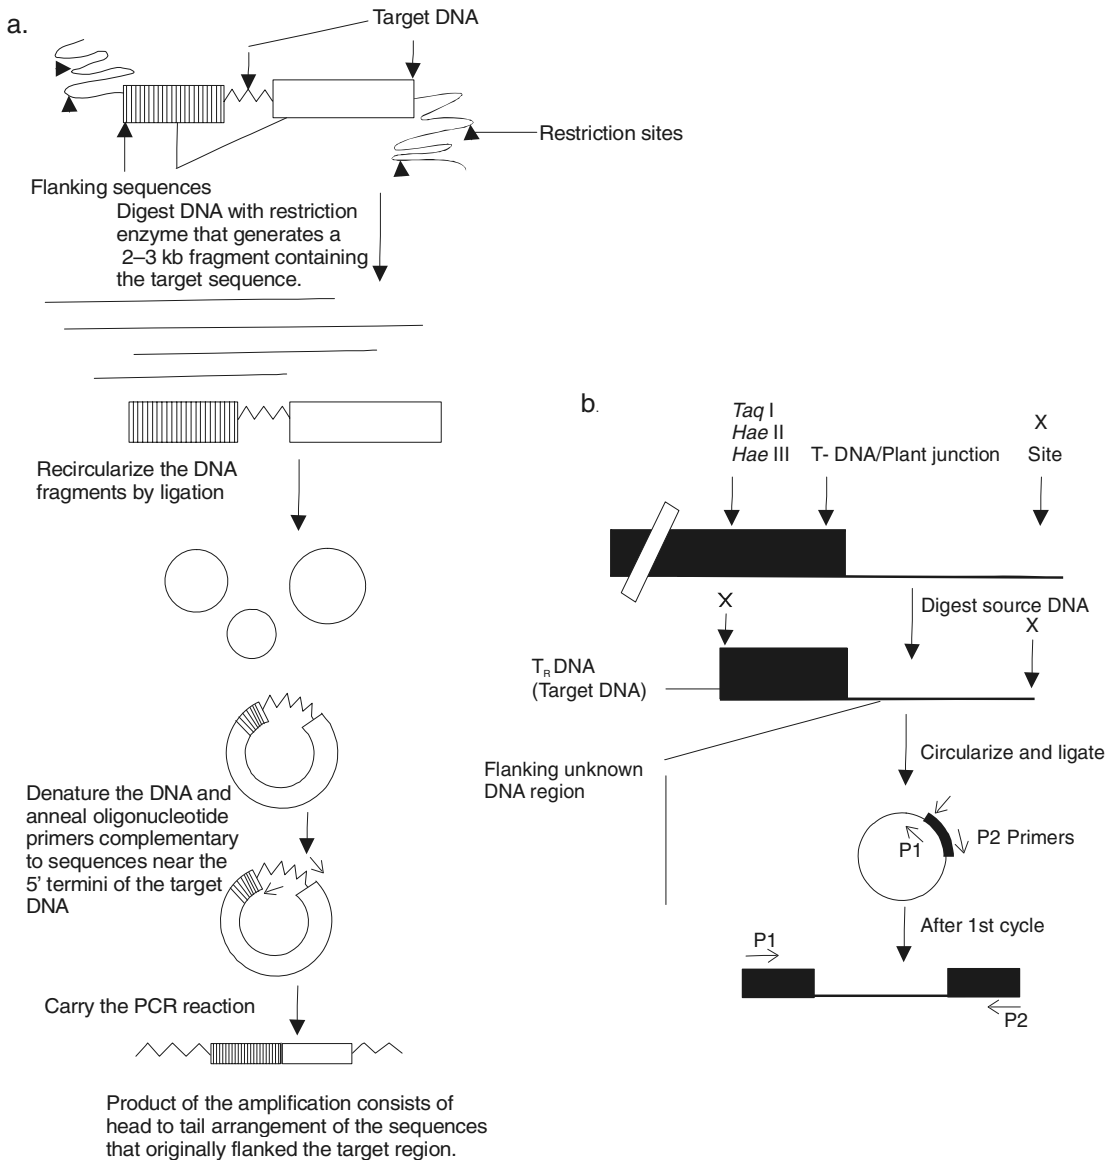 a.
Target DNA
Restriction sites
Flanking sequences
Digest DNA with restriction
enzyme that generates a
2–3 kb fragment containing
the target sequence.
Recircularize the DNA
fragments by ligation
Denature the DNA and
anneal oligonucleotide
primers complementary
to sequences near the
5' termini of the target
DNA
Carry the PCR reaction
Product of the amplification consists of
head to tail arrangement of the sequences
that originally flanked the target region.
b.
Taq I
Hae II
Hae III
T- DNA/Plant junction
X
Site
Digest source DNA
X
X
TR DNA
(Target DNA)
Flanking unknown
DNA region
Circularize and ligate
P1
P2 Primers
After 1st cycle
P1
P2